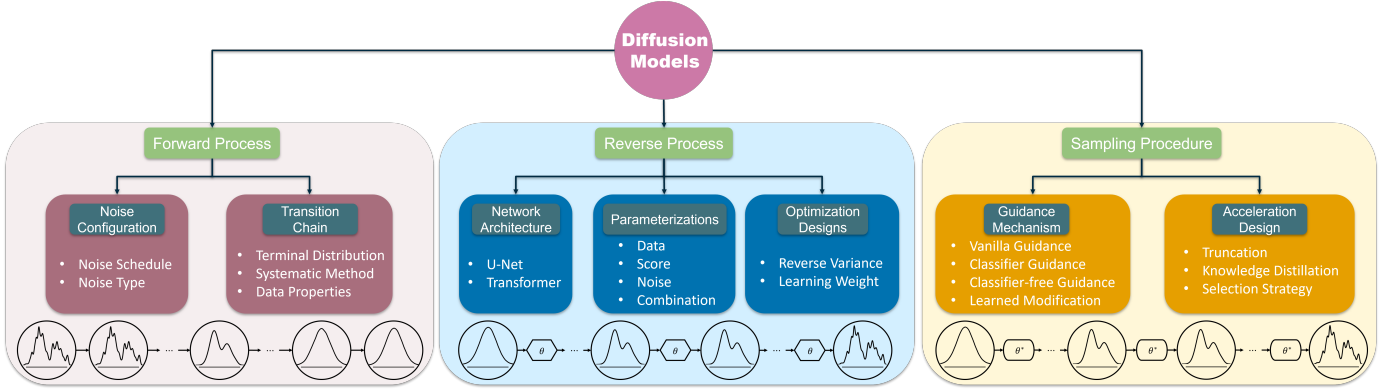 Diffusion
Models
Forward Process
Noise
Configuration
• Noise Schedule
• Noise Type
Transition
Chain
• Terminal Distribution
• Systematic Method
• Data Properties
...
...
Reverse Process
Network
Architecture
• U-Net
• Transformer
Parameterizations
• Data
• Score
• Noise
• Combination
Optimization
Designs
• Reverse Variance
• Learning Weight
θ ... θ ... θ
Sampling Procedure
Guidance
Mechanism
• Vanilla Guidance
• Classifier Guidance
• Classifier-free Guidance
• Learned Modification
Acceleration
Design
• Truncation
• Knowledge Distillation
• Selection Strategy
θ* ... θ* ... θ*